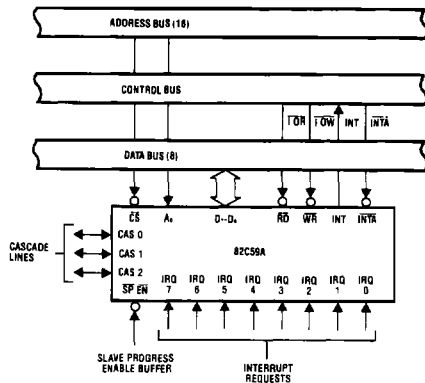 ADDRESS BUS (16)
CONTROL BUS
I OR I OW INT INTA
DATA BUS (8)
CS A₀ D₇-D₀ RD WR INT INTA
CASCADE LINES
CAS 0
CAS 1
CAS 2
82C59A
SP EN
IRQ 7 IRQ 6 IRQ 5 IRQ 4 IRQ 3 IRQ 2 IRQ 1 IRQ 0
SLAVE PROGRESS
ENABLE BUFFER
INTERRUPT
REQUESTS